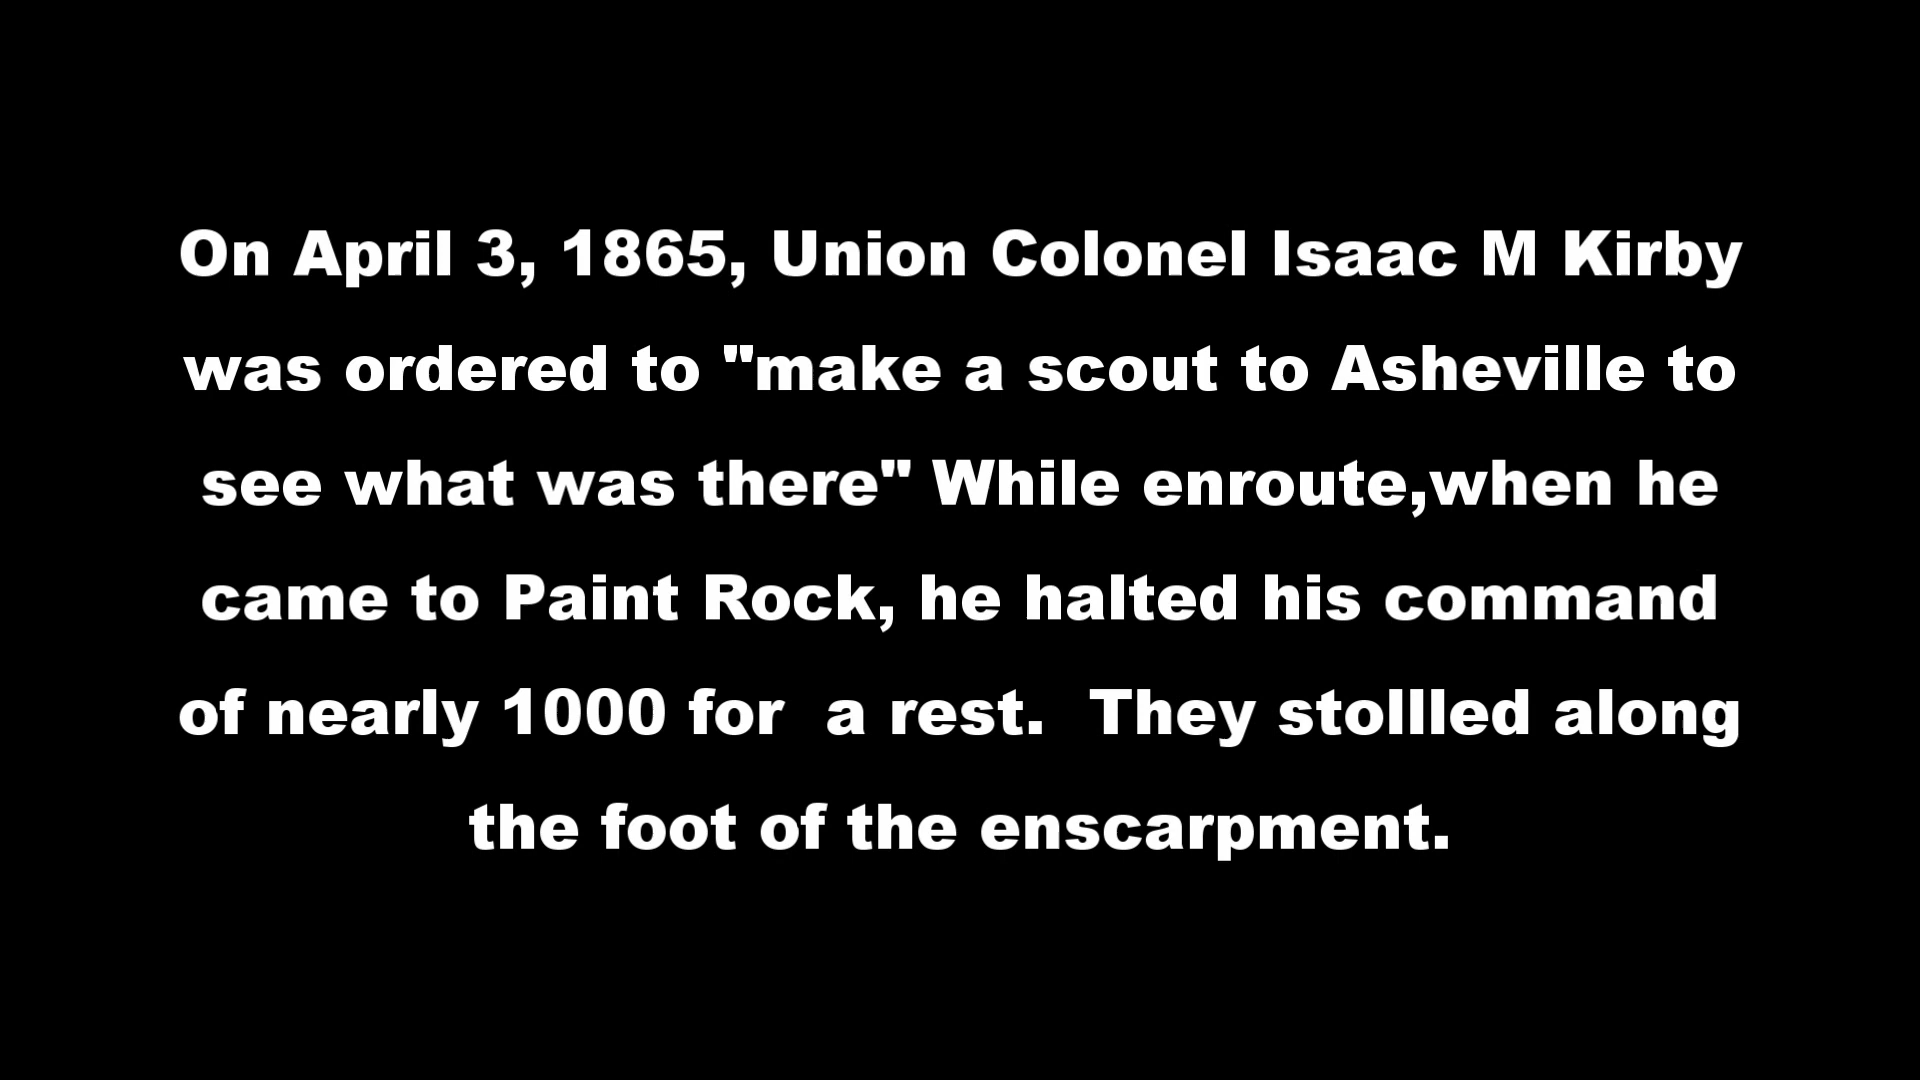 On April 3, 1865, Union Colonel Isaac M Kirby
was ordered to "make a scout to Asheville to
see what was there" While enroute,when he
came to Paint Rock, he halted his command
of nearly 1000 for  a rest.  They stollled along
the foot of the enscarpment.